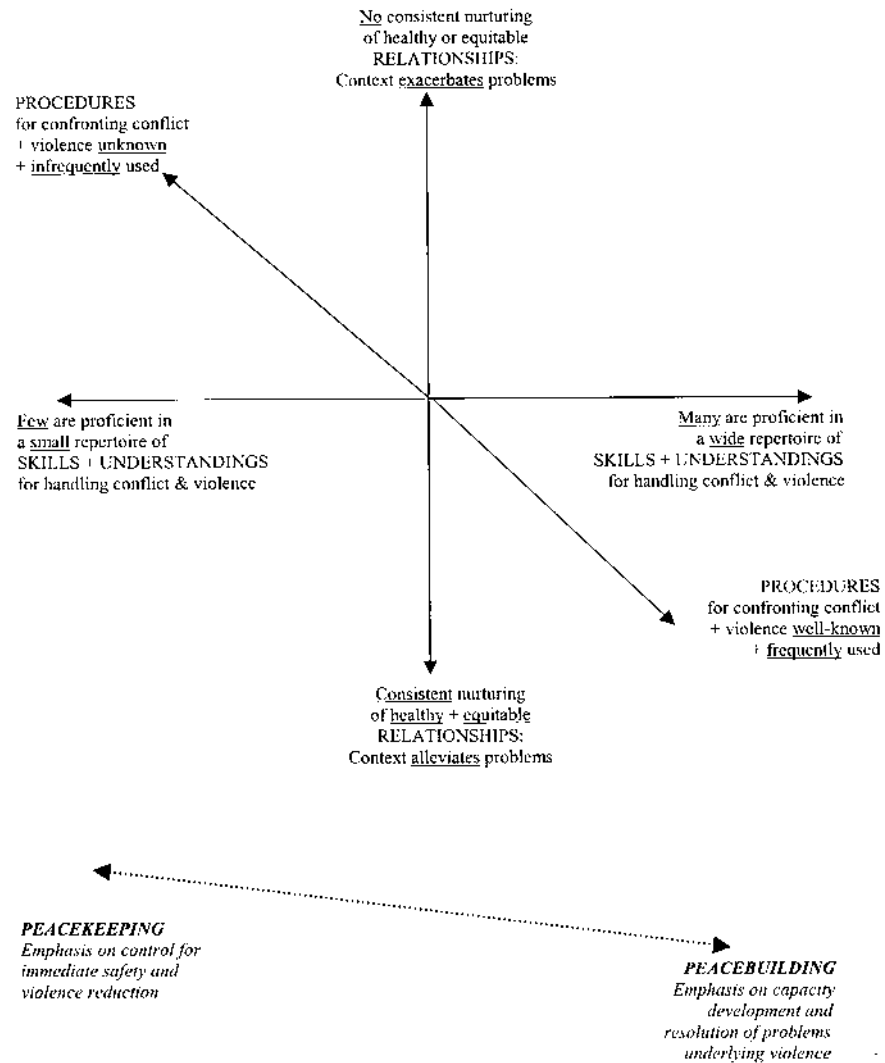 No consistent nurturing
of healthy or equitable
RELATIONSHIPS:
Context exacerbates problems
PROCEDURES
for confronting conflict
+ violence unknown
+ infrequently used
Few are proficient in
a small repertoire of
SKILLS + UNDERSTANDINGS
for handling conflict & violence
Many are proficient in
a wide repertoire of
SKILLS + UNDERSTANDINGS
for handling conflict & violence
PROCEDURES
for confronting conflict
+ violence well-known
+ frequently used
Consistent nurturing
of healthy + equitable
RELATIONSHIPS:
Context alleviates problems
PEACEKEEPING
Emphasis on control for
immediate safety and
violence reduction
PEACEBUILDING
Emphasis on capacity
development and
resolution of problems
underlying violence